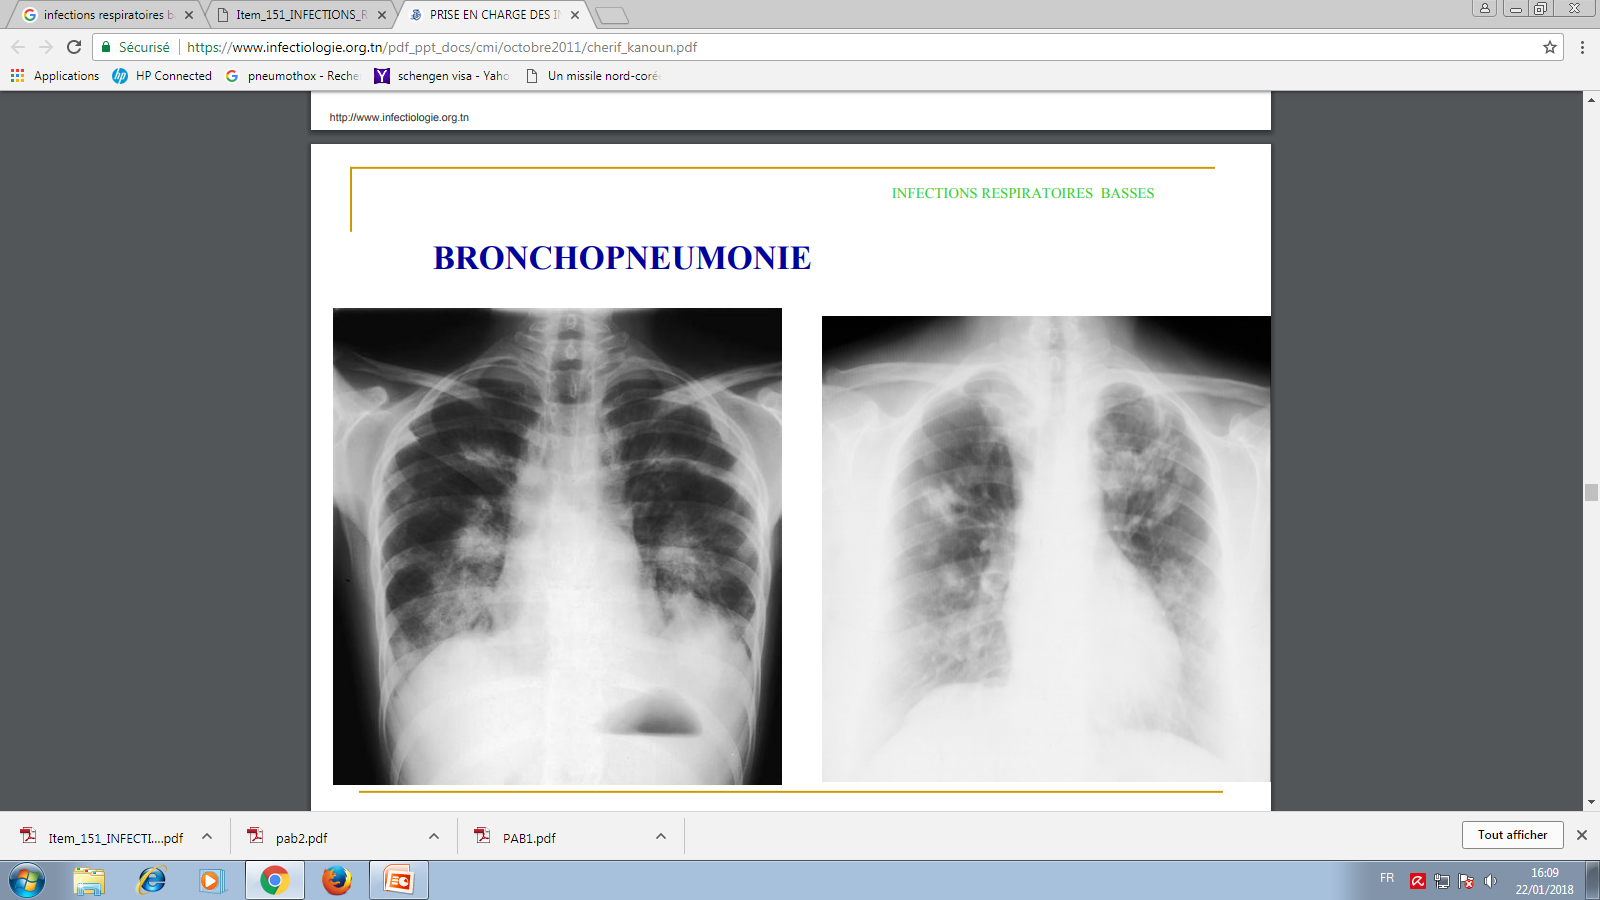 infectious respiratoires b
Item_151_INFECTIONS_R
PRISE EN CHARGE DES I
Sécurisé
https://www.infectiologie.org.tn/pdf_ppt_docs/cmi/octobre2011/cherif_kanoun.pdf
Applications
HP Connected
pneumothox - Reche
schengen visa - Yaho
Un missile nord-coré
http://www.infectiologie.org.tn
INFECTIONS RESPIRATOIRES BASSES
BRONCHOPNEUMONIE
Item_151_INFECTI....pdf
pab2.pdf
PAB1.pdf
Tout afficher
FR
16:09
22/01/2018